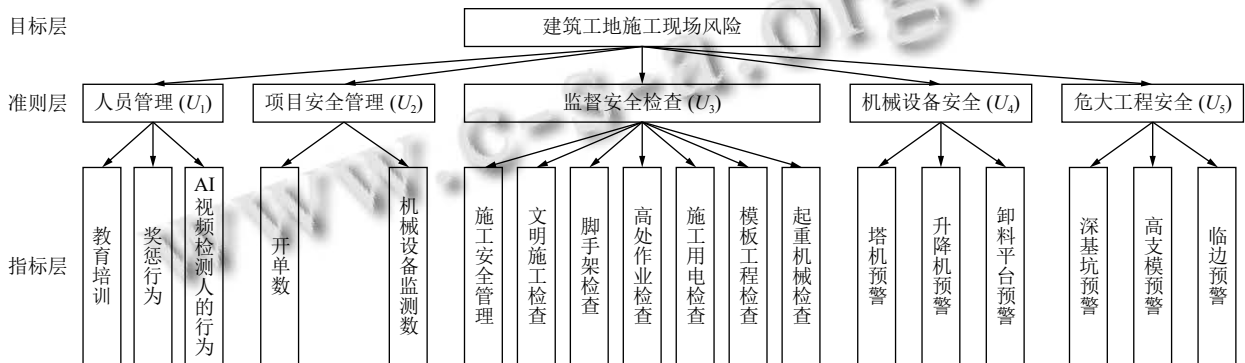 目标层
建筑工地施工现场风险
准则层
人员管理 (U1)
项目安全管理 (U2)
监督安全检查 (U3)
机械设备安全 (U4)
危大工程安全 (U5)
指标层
教育培训
奖惩行为
AI视频检测人的行为
开单数
机械设备监测数
施工安全管理
文明施工检查
脚手架检查
高处作业检查
施工用电检查
模板工程检查
起重机械检查
塔机预警
升降机预警
卸料平台预警
深基坑预警
高支模预警
临边预警
www.c-s-a.org